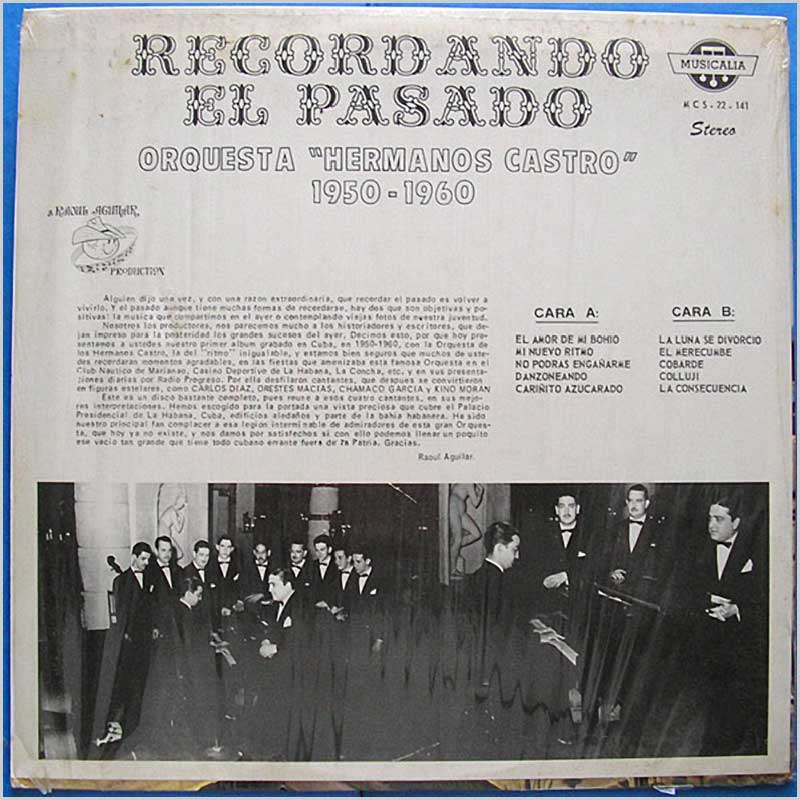 RECORDANDO
EL PASADO
MUSICALIA
MCS-22-141
Stereo
ORQUESTA "HERMANOS CASTRO"
1950-1960
A RAOUL AGUILAR,
PRODUCTION
Alguien dijo una vez, y con una razon extraordinaria, que recordar el pasado es volver a
vivirlo. Y el pasado aunque tiene muchas formas de recordarse, hay dos que son objetivas y po-
sitivas: la musica que compartimos en el ayer o contemplando viejas fotos de nuestra juventud.
Nosotros los productores, nos parecemos mucho a los historiadores y escritores, que de-
jan impreso para la posteridad los grandes sucesos del ayer. Decimos esto, por que hoy pre-
sentamos a ustedes nuestro primer album grabado en Cuba, en 1950-1960, con la Orquesta de
los Hermanos Castro, la del "ritmo" inigualable, y estamos bien seguros que muchos de uste-
des recordaran momentos agradables, en las fiestas que amenizaba esta famosa Orquesta en el
Club Nautico de Marianao, Casino Deportivo de La Habana, La Concha, etc. y en sus presenta-
ciones diarias por Radio Progreso. Por ella desfilaron cantantes, que despues se convirtieron
en figuras estelares, como CARLOS DIAZ, ORESTES MACIAS, CHAMACO GARCIA y KINO MORAN
Este es un disco bastante completo, pues reune a esos cuatro cantantes, en sus mejo-
res interpretaciones. Hemos escogido para la portada una vista preciosa que cubre el Palacio
Presidencial de La Habana, Cuba, edificios aledaños y parte de la bahia habanera. Ha sido
nuestro principal fan complacer a esa legion interminable de admiradores de esta gran Orques-
ta, que hoy ya no existe, y nos damos por satisfechos si con ello podemos llenar un poquito
ese vacio tan grande que tiene todo cubano errante fuera de la Patria. Gracias.
Raoul Aguilar.
CARA A:
EL AMOR DE MI BOHIO
MI NUEVO RITMO
NO PODRAS ENGAÑARME
DANZONEANDO
CARIÑITO AZUCARADO
CARA B:
LA LUNA SE DIVORCIO
EL MERECUMBE
COBARDE
COLLUJI
LA CONSECUENCIA